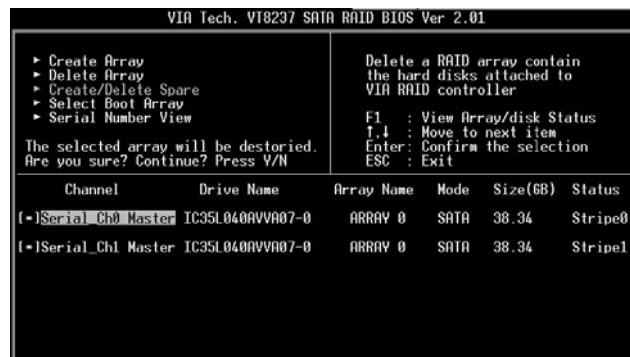 VIA Tech. VT8237 SATA RAID BIOS Ver 2.01
► Create Array
► Delete Array
► Create/Delete Spare
► Select Boot Array
► Serial Number View
The selected array will be destoried.
Are you sure? Continue? Press Y/N
Delete a RAID array contain
the hard disks attached to
VIA RAID controller
F1 : View Array/disk Status
↑,↓ : Move to next item
Enter: Confirm the selection
ESC : Exit
Channel Drive Name Array Name Mode Size(GB) Status
[*]Serial_Ch0 Master IC35L040AVVA07-0 ARRAY 0 SATA 38.34 Stripe0
[*]Serial_Ch1 Master IC35L040AVVA07-0 ARRAY 0 SATA 38.34 Stripe1